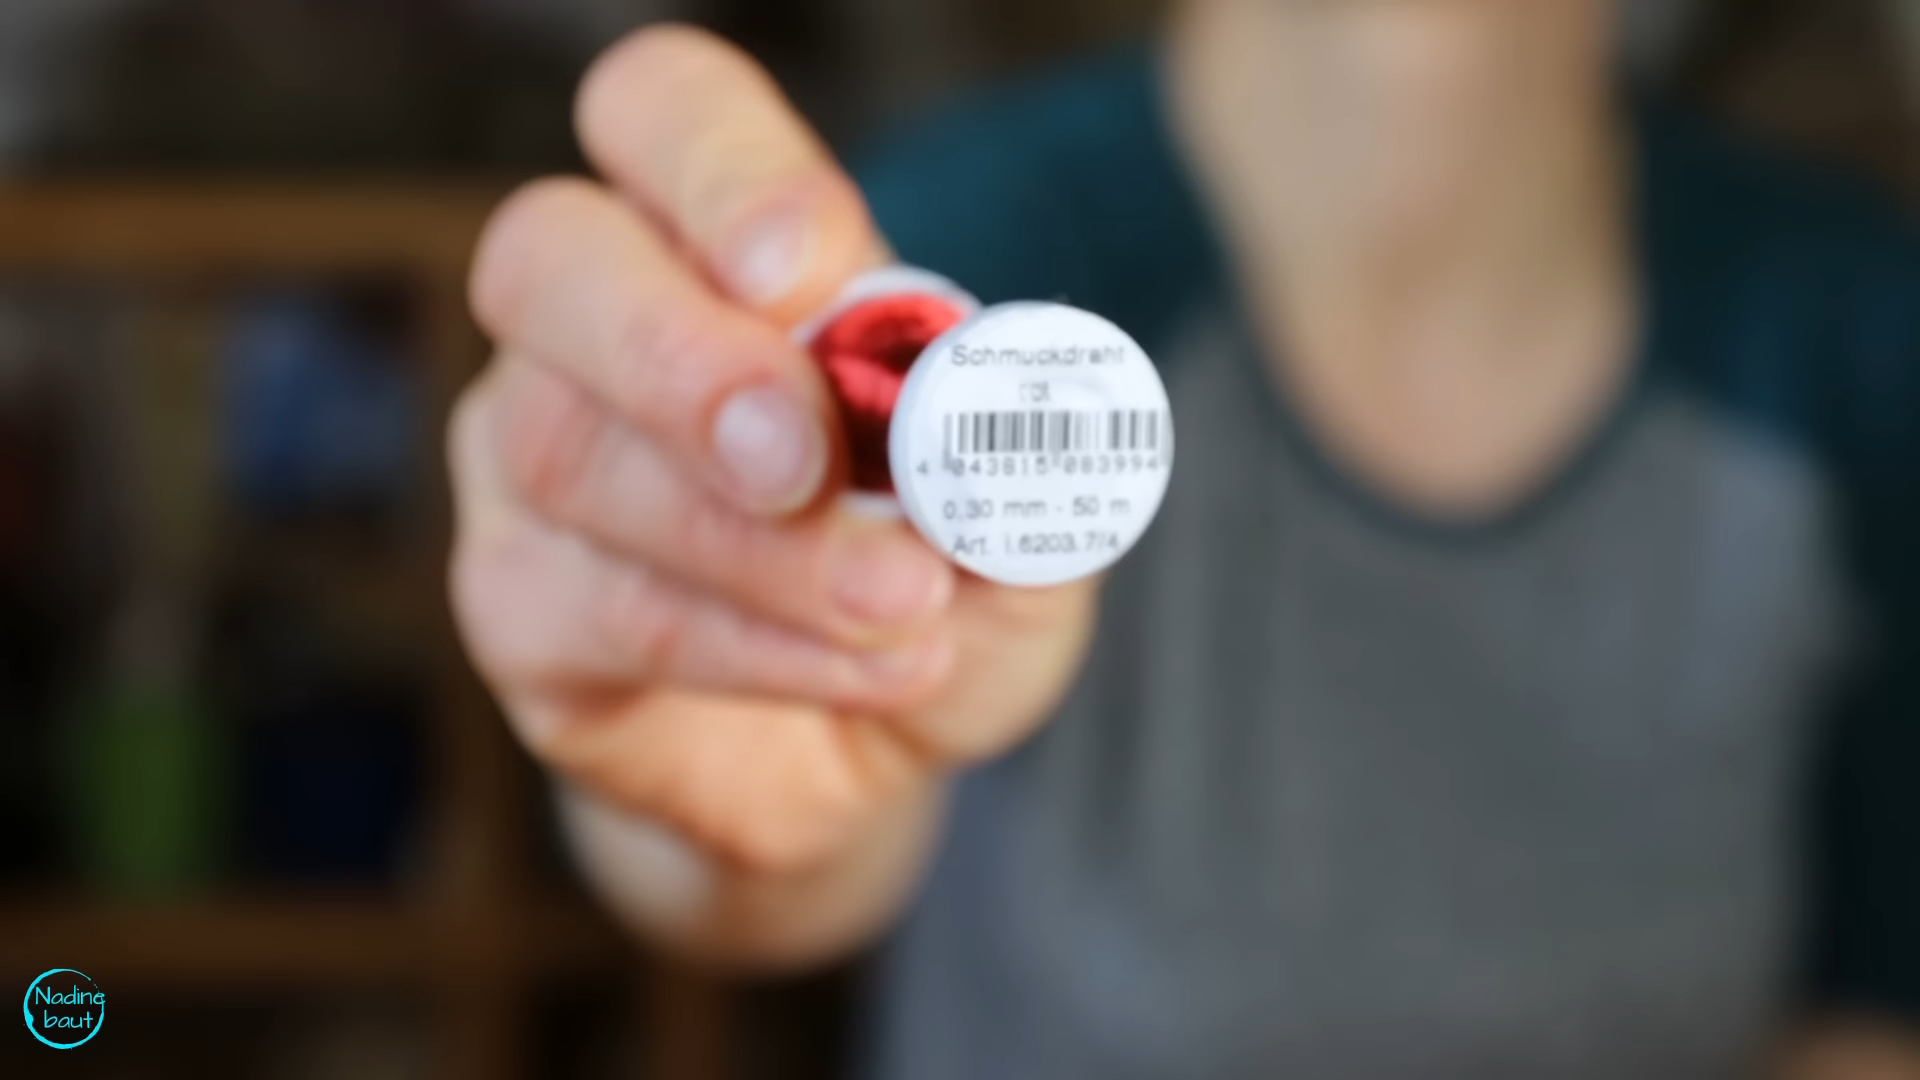 Schmuckdraht
rot
4 043815 083994
0,30 mm - 50 m
Art. 1.6203.7/4
Nadine
baut